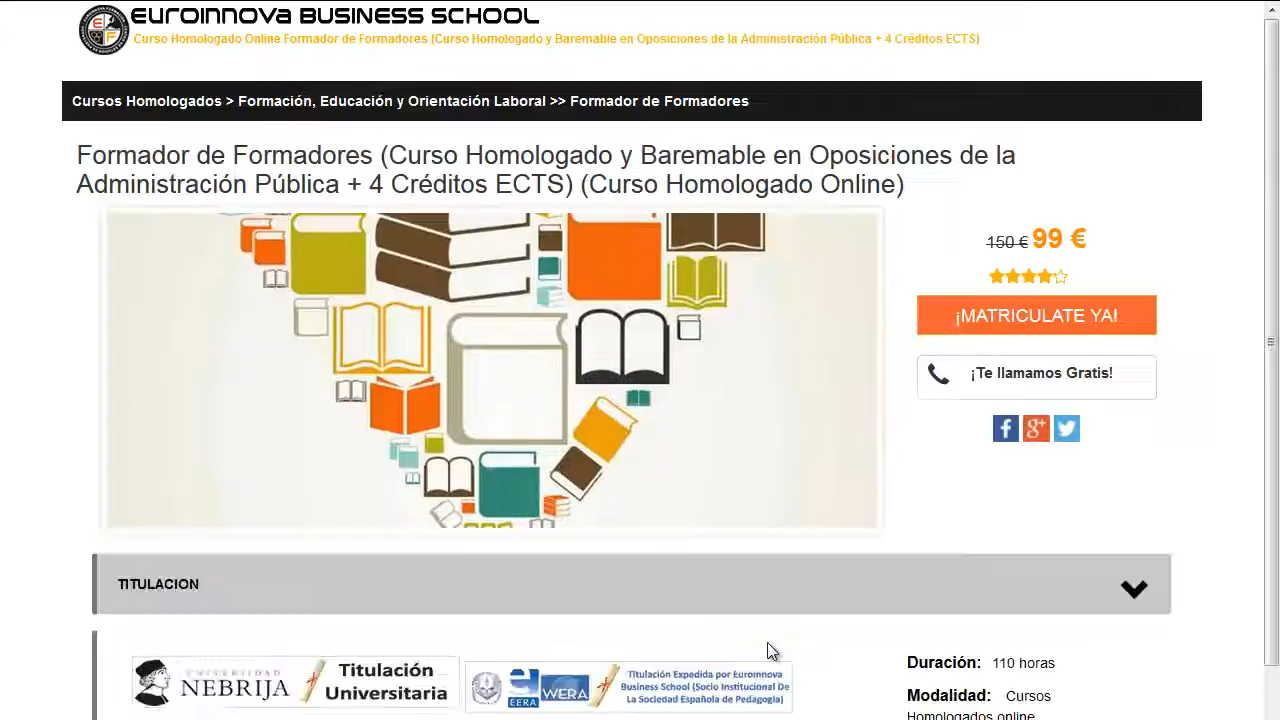 Euroinnova BUSINESS SCHOOL
Curso Homologado Online Formador de Formadores (Curso Homologado y Baremable en Oposiciones de la Administración Pública + 4 Créditos ECTS)
Cursos Homologados > Formación, Educación y Orientación Laboral >> Formador de Formadores
Formador de Formadores (Curso Homologado y Baremable en Oposiciones de la
Administración Pública + 4 Créditos ECTS) (Curso Homologado Online)
150 € 99 €
¡MATRICULATE YA!
¡Te llamamos Gratis!
TITULACION
UNIVERSIDAD
NEBRIJA
Titulación
Universitaria
EERA
WERA
Titulación Expedida por Euroinnova
Business School (Socio Institucional De
La Sociedad Española de Pedagogía)
Duración: 110 horas
Modalidad: Cursos
Homologados online